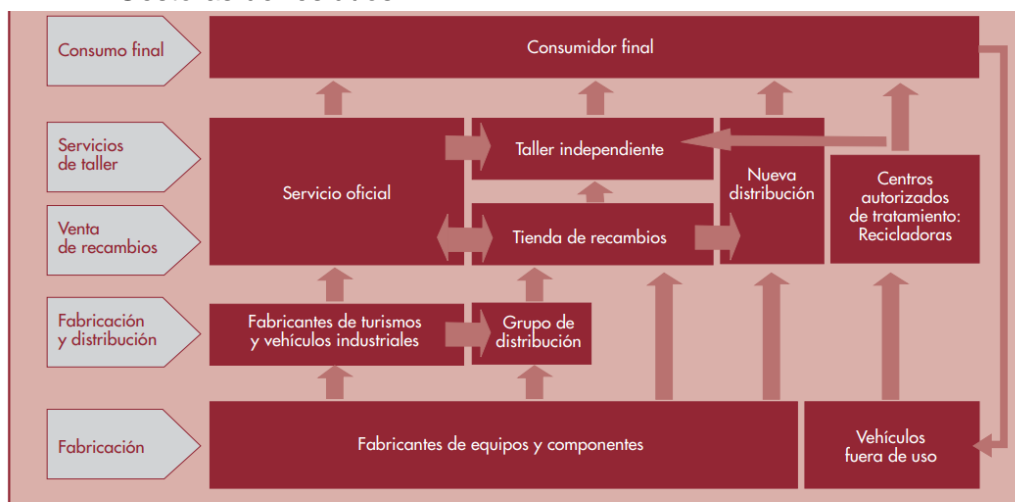 Consumo final
Consumidor final
Servicios
de taller
Servicio oficial
Taller independiente
Nueva
distribución
Centros
autorizados
de tratamiento:
Recicladoras
Venta
de recambios
Tienda de recambios
Fabricación
y distribución
Fabricantes de turismos
y vehículos industriales
Grupo de
distribución
Fabricación
Fabricantes de equipos y componentes
Vehículos
fuera de uso